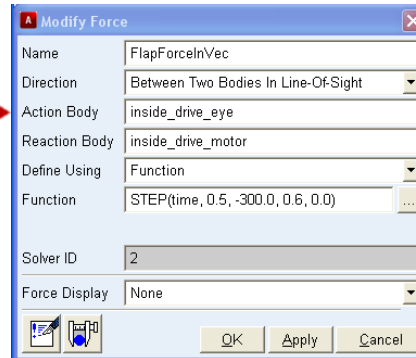 Modify Force
Name FlapForceInVec
Direction Between Two Bodies In Line-Of-Sight
Action Body inside_drive_eye
Reaction Body inside_drive_motor
Define Using Function
Function STEP(time, 0.5, -300.0, 0.6, 0.0) ...
Solver ID 2
Force Display None
OK Apply Cancel